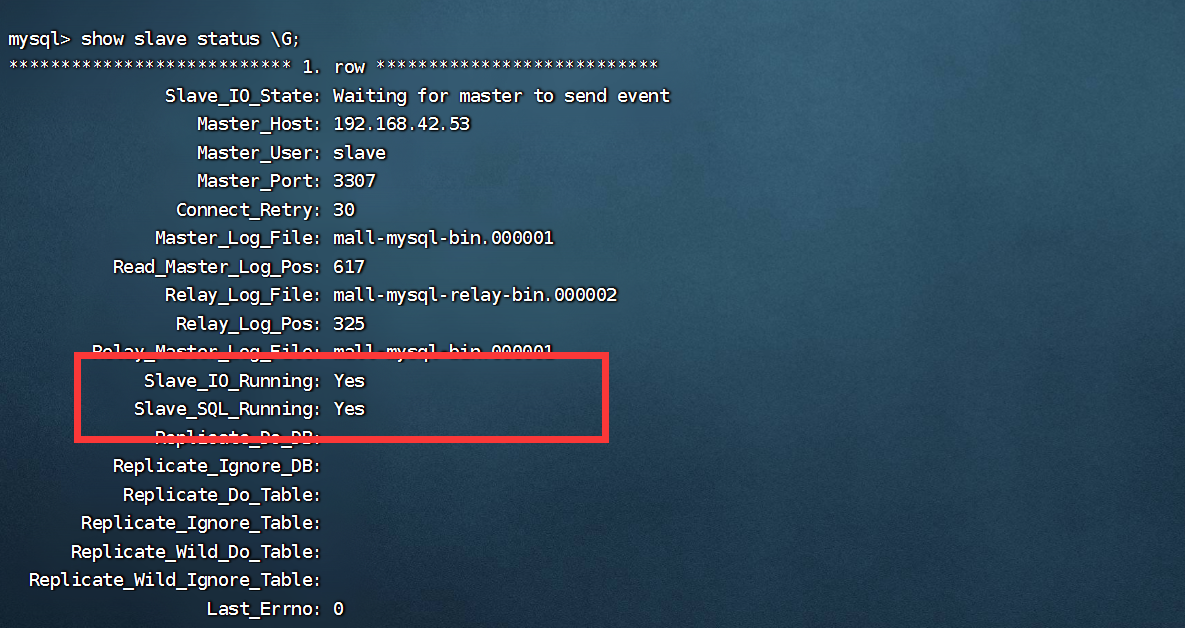 mysql> show slave status \G;
*************************** 1. row ***************************
Slave_IO_State: Waiting for master to send event
Master_Host: 192.168.42.53
Master_User: slave
Master_Port: 3307
Connect_Retry: 30
Master_Log_File: mall-mysql-bin.000001
Read_Master_Log_Pos: 617
Relay_Log_File: mall-mysql-relay-bin.000002
Relay_Log_Pos: 325
Relay_Master_Log_File: mall-mysql-bin.000001
Slave_IO_Running: Yes
Slave_SQL_Running: Yes
Replicate_Do_DB:
Replicate_Ignore_DB:
Replicate_Do_Table:
Replicate_Ignore_Table:
Replicate_Wild_Do_Table:
Replicate_Wild_Ignore_Table:
Last_Errno: 0